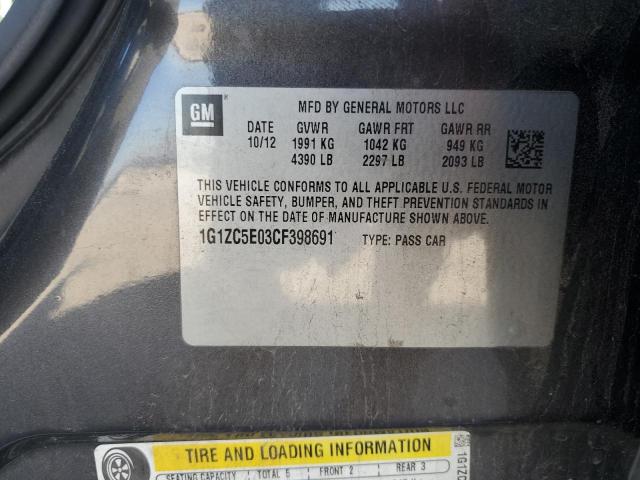 GM
MFD BY GENERAL MOTORS LLC
DATE GVWR GAWR FRT GAWR RR
10/12 1991 KG 1042 KG 949 KG
4390 LB 2297 LB 2093 LB
THIS VEHICLE CONFORMS TO ALL APPLICABLE U.S. FEDERAL MOTOR
VEHICLE SAFETY, BUMPER, AND THEFT PREVENTION STANDARDS IN
EFFECT ON THE DATE OF MANUFACTURE SHOWN ABOVE.
1G1ZC5E03CF398691 TYPE: PASS CAR
TIRE AND LOADING INFORMATION
SEATING CAPACITY TOTAL 5 FRONT 2 REAR 3